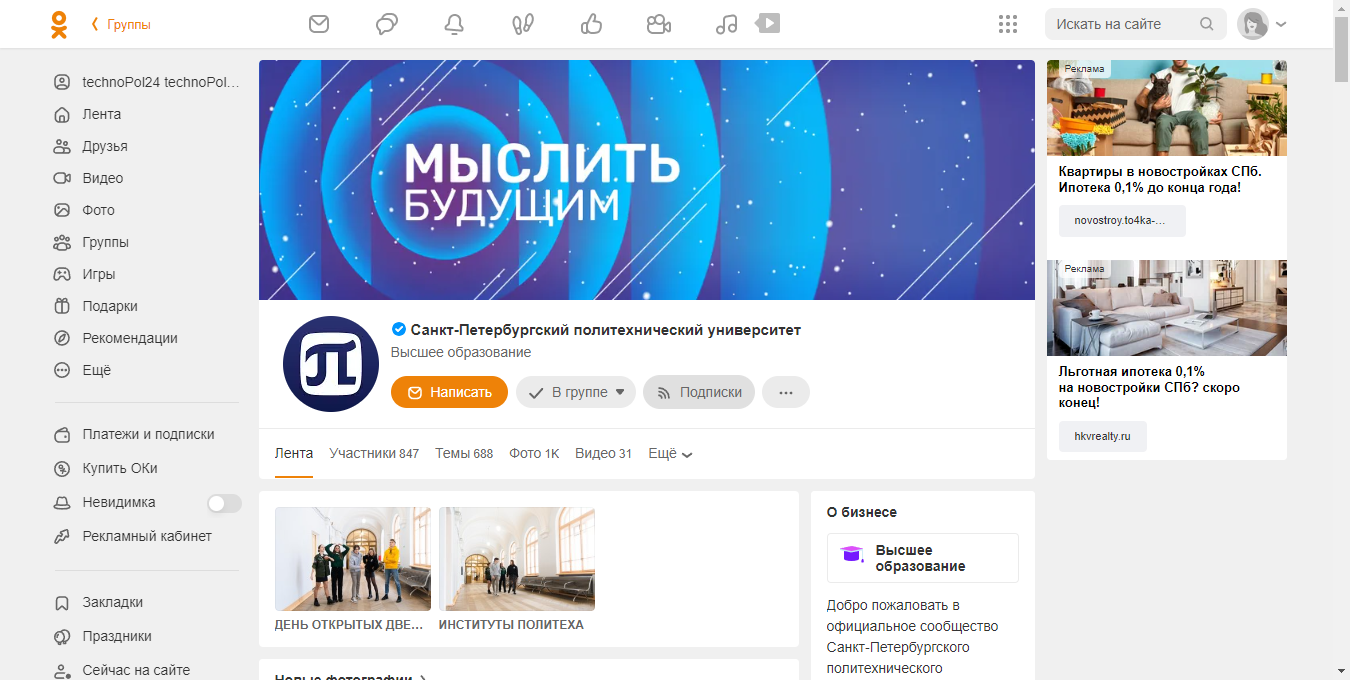 Группы
Искать на сайте
technoPol24 technoPol…
Лента
Друзья
Видео
Фото
Группы
Игры
Подарки
Рекомендации
Ещё
Платежи и подписки
Купить ОКи
Невидимка
Рекламный кабинет
Закладки
Праздники
Сейчас на сайте
МЫСЛИТЬ
БУДУЩИМ
Санкт-Петербургский политехнический университет
Высшее образование
Написать
В группе
Подписки
Лента
Участники 847
Темы 688
Фото 1K
Видео 31
Ещё
ДЕНЬ ОТКРЫТЫХ ДВЕ…
ИНСТИТУТЫ ПОЛИТЕХА
Новые фотографии
О бизнесе
Высшее
образование
Добро пожаловать в
официальное сообщество
Санкт-Петербургского
политехнического
Реклама
Квартиры в новостройках СПб.
Ипотека 0,1% до конца года!
novostroy.to4ka-…
Реклама
Льготная ипотека 0,1%
на новостройки СПб? скоро
конец!
hkvrealty.ru